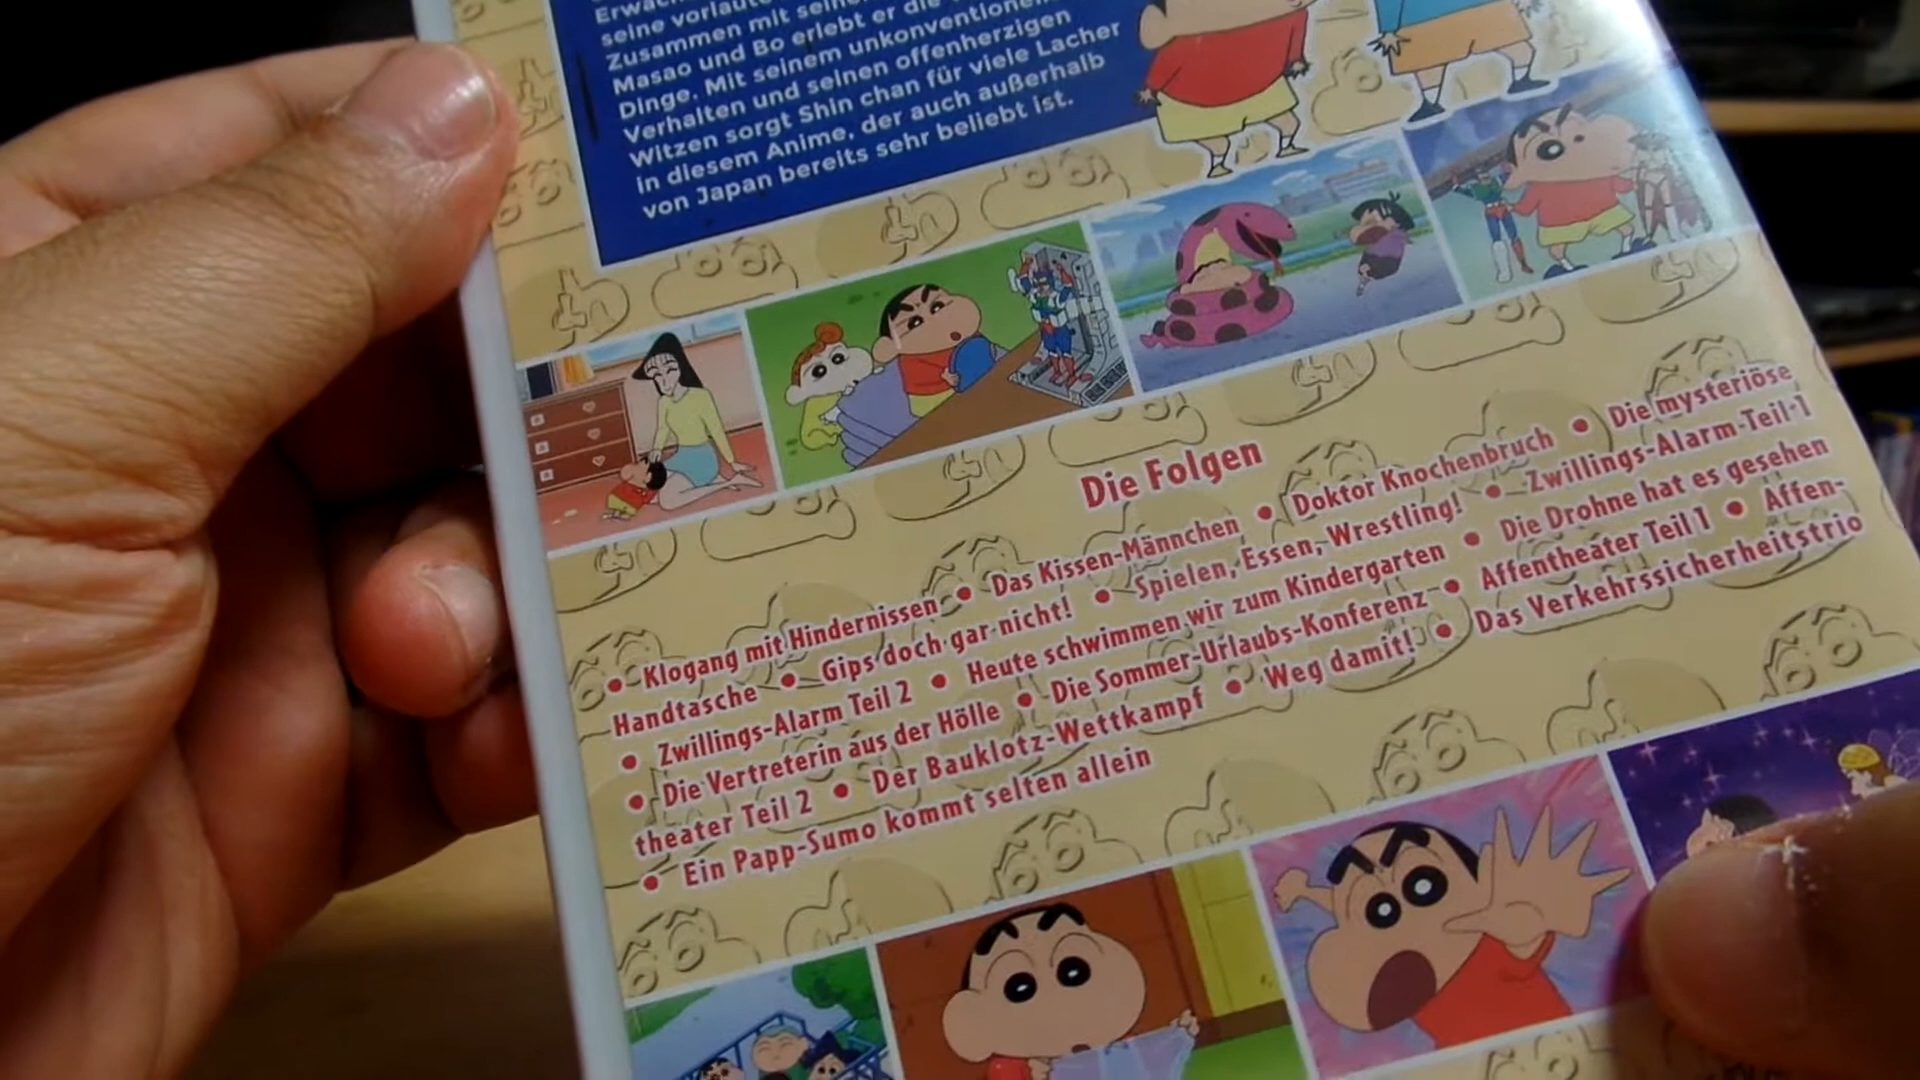 seine vorlaute
Zusammen mit seine
Masao und Bo erlebt er die
Dinge. Mit seinem unkonventionel
Verhalten und seinen offenherzigen
Witzen sorgt Shin chan für viele Lacher
in diesem Anime, der auch außerhalb
von Japan bereits sehr beliebt ist.
Die Folgen
• Klogang mit Hindernissen • Das Kissen-Männchen • Doktor Knochenbruch • Die mysteriöse
Handtasche • Gips doch gar nicht! • Spielen, Essen, Wrestling! • Zwillings-Alarm-Teil 1
• Zwillings-Alarm Teil 2 • Heute schwimmen wir zum Kindergarten • Die Drohne hat es gesehen
• Die Vertreterin aus der Hölle • Die Sommer-Urlaubs-Konferenz • Affentheater Teil 1 • Affen-
theater Teil 2 • Der Bauklotz-Wettkampf • Weg damit! • Das Verkehrssicherheitstrio
• Ein Papp-Sumo kommt selten allein